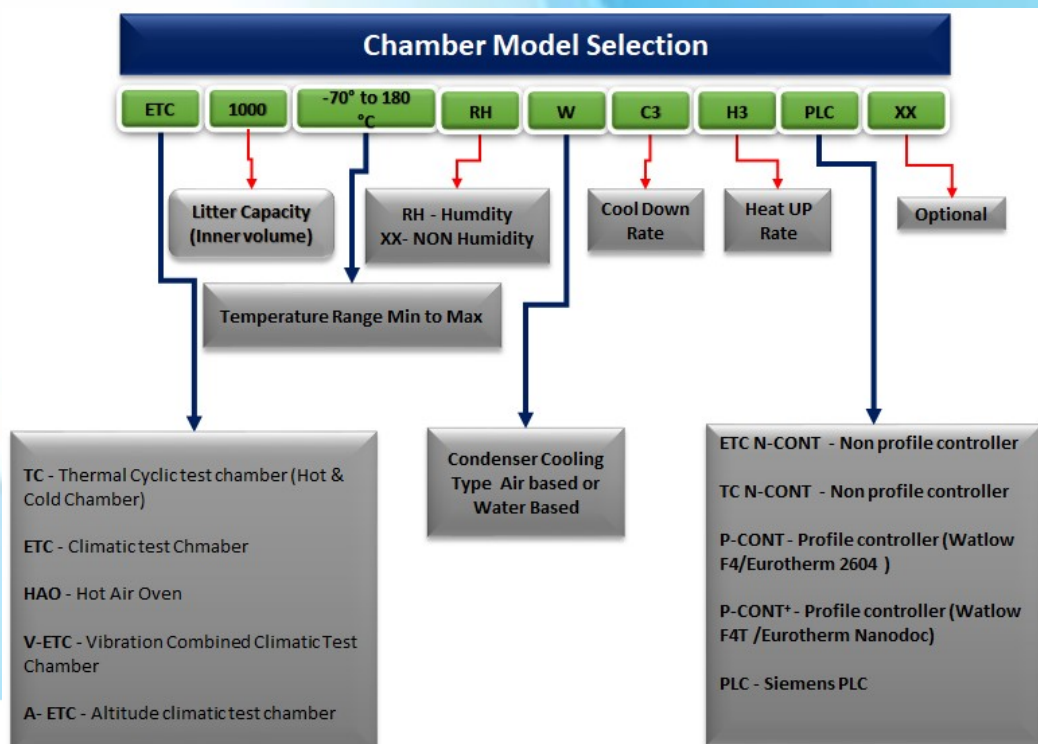 Chamber Model Selection
ETC
1000
-70° to 180
°C
RH
W
C3
H3
PLC
XX
Litter Capacity
(Inner volume)
RH - Humdity
XX- NON Humidity
Cool Down
Rate
Heat UP
Rate
Optional
Temperature Range Min to Max
TC - Thermal Cyclic test chamber (Hot &
Cold Chamber)
ETC - Climatic test Chmaber
HAO - Hot Air Oven
V-ETC - Vibration Combined Climatic Test
Chamber
A- ETC - Altitude climatic test chamber
Condenser Cooling
Type Air based or
Water Based
ETC N-CONT - Non profile controller
TC N-CONT - Non profile controller
P-CONT - Profile controller (Watlow
F4/Eurotherm 2604 )
P-CONT⁺ - Profile controller (Watlow
F4T /Eurotherm Nanodoc)
PLC - Siemens PLC